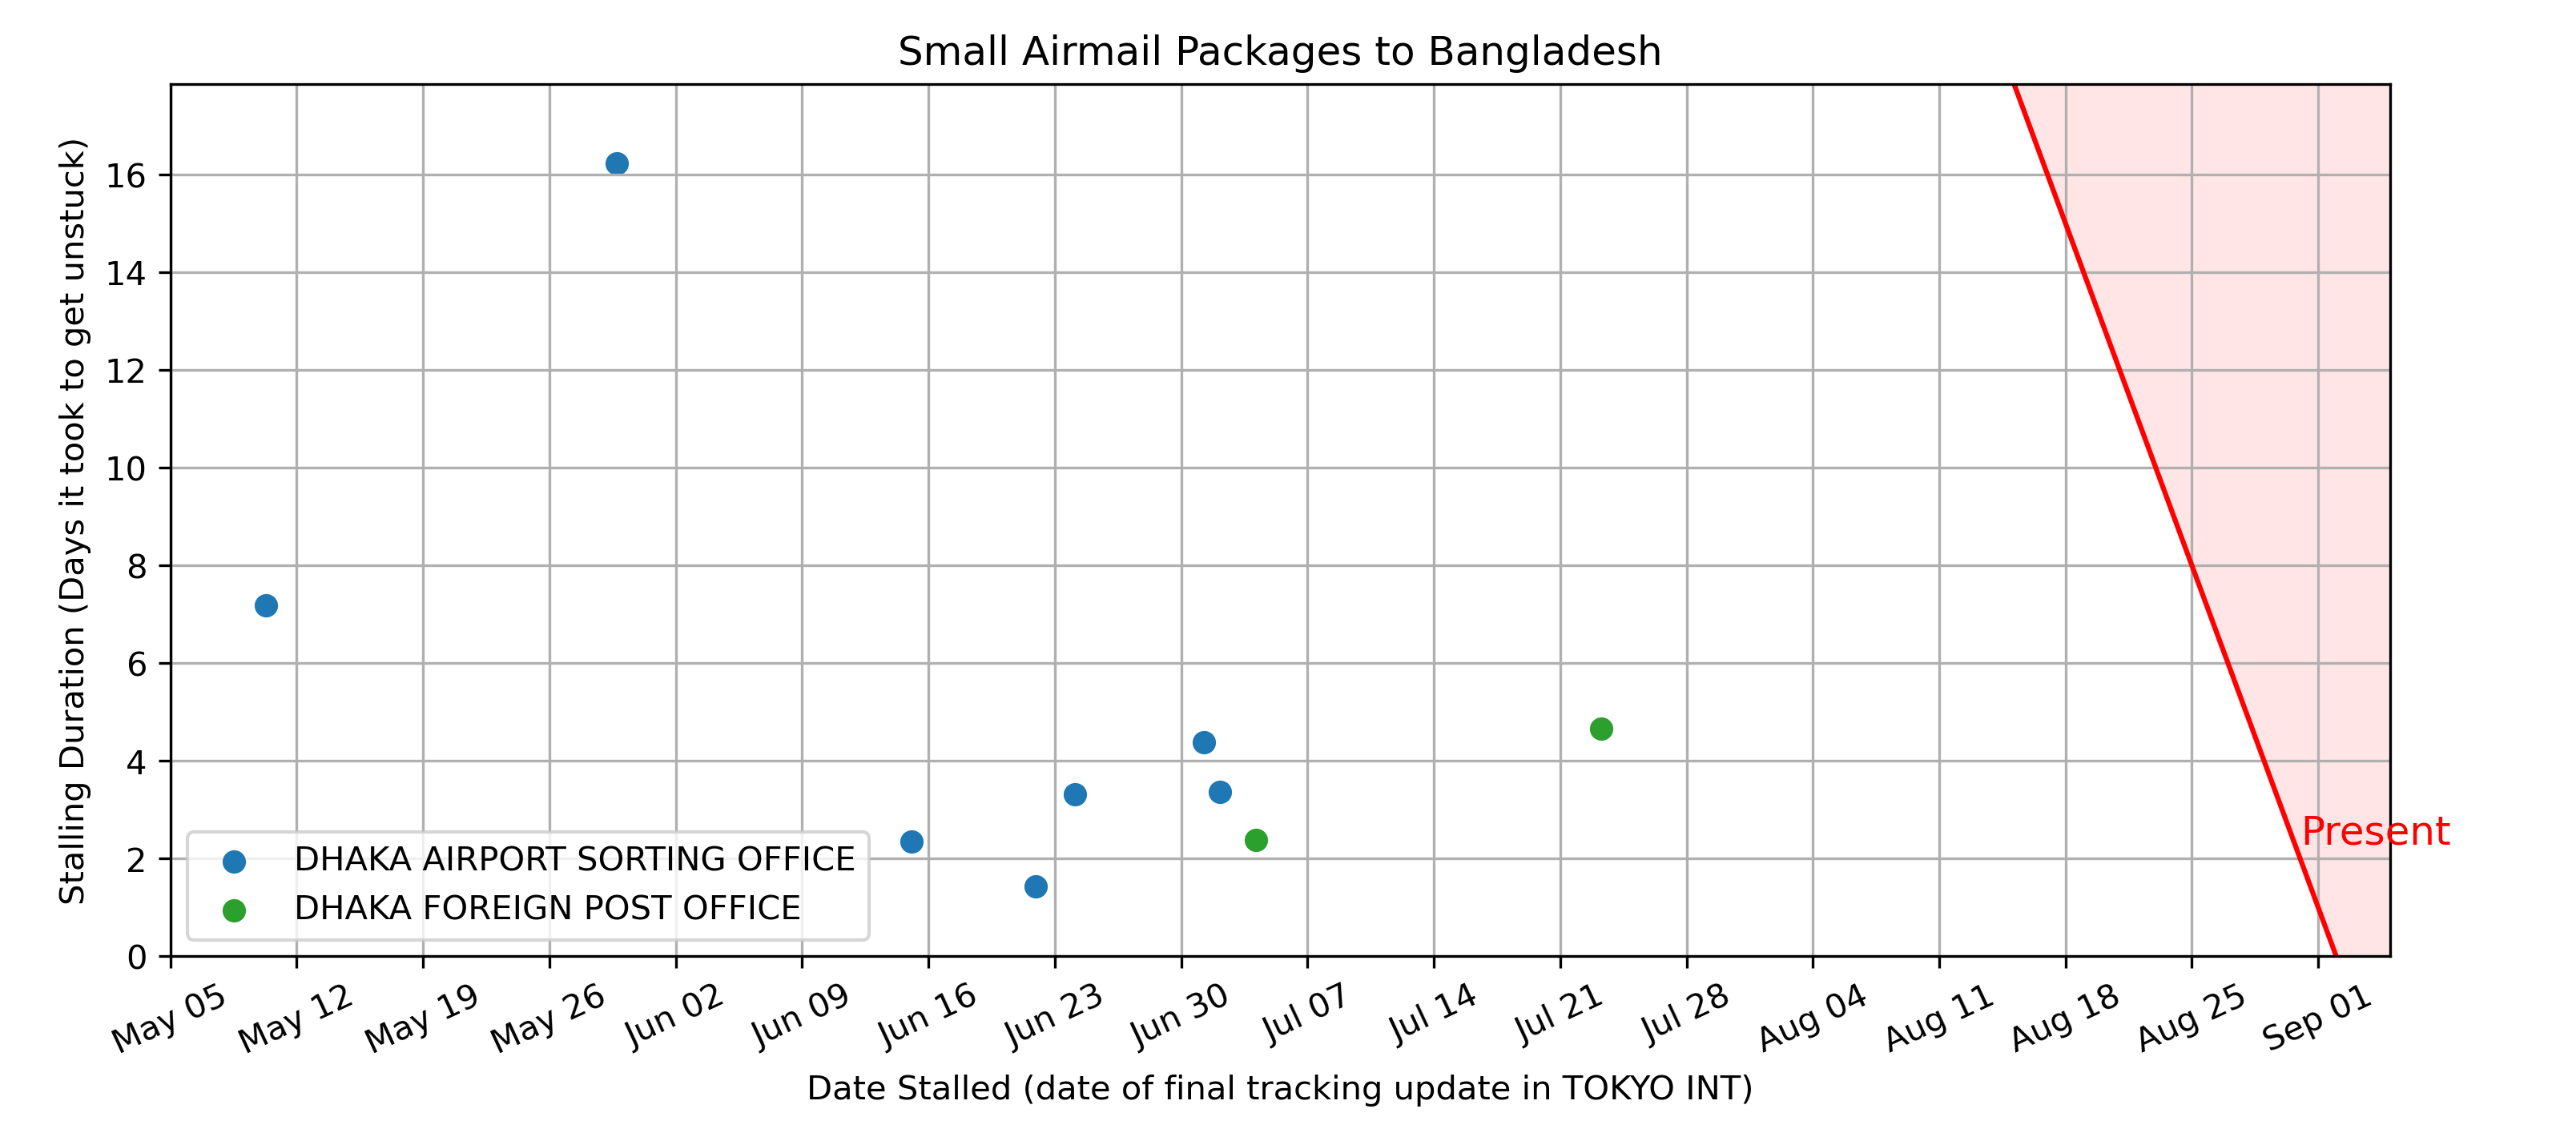 Small Airmail Packages to Bangladesh
Stalling Duration (Days it took to get unstuck)
16
14
12
10
8
6
4
2
0
Present
DHAKA AIRPORT SORTING OFFICE
DHAKA FOREIGN POST OFFICE
May 05
May 12
May 19
May 26
Jun 02
Jun 09
Jun 16
Jun 23
Jun 30
Jul 07
Jul 14
Jul 21
Jul 28
Aug 04
Aug 11
Aug 18
Aug 25
Sep 01
Date Stalled (date of final tracking update in TOKYO INT)